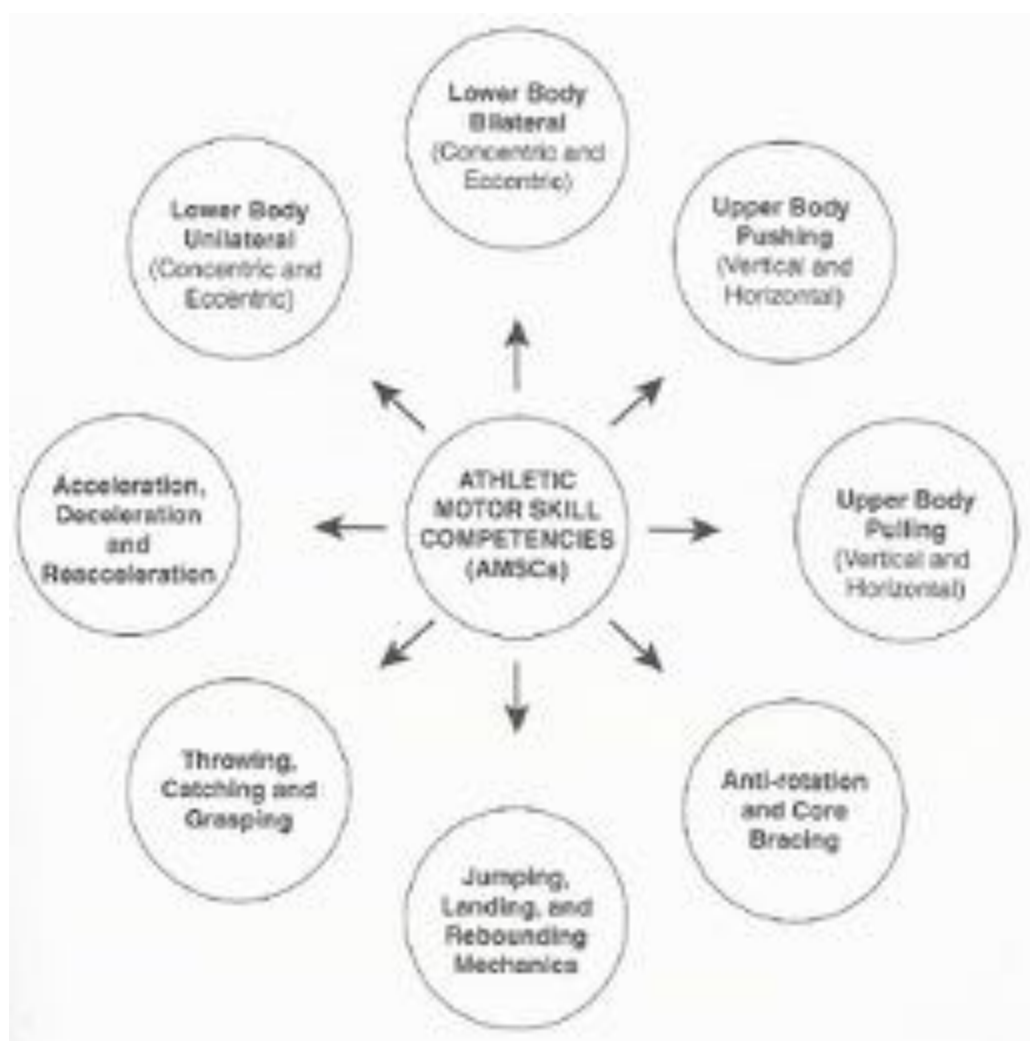 Lower Body
Bilateral
(Concentric and
Eccentric)
Upper Body
Pushing
(Vertical and
Horizontal)
Upper Body
Pulling
(Vertical and
Horizontal)
Anti-rotation
and Core
Bracing
Jumping,
Landing, and
Rebounding
Mechanics
Throwing,
Catching and
Grasping
Acceleration,
Deceleration
and
Reacceleration
Lower Body
Unilateral
(Concentric and
Eccentric)
ATHLETIC
MOTOR SKILL
COMPETENCIES
(AMSCs)